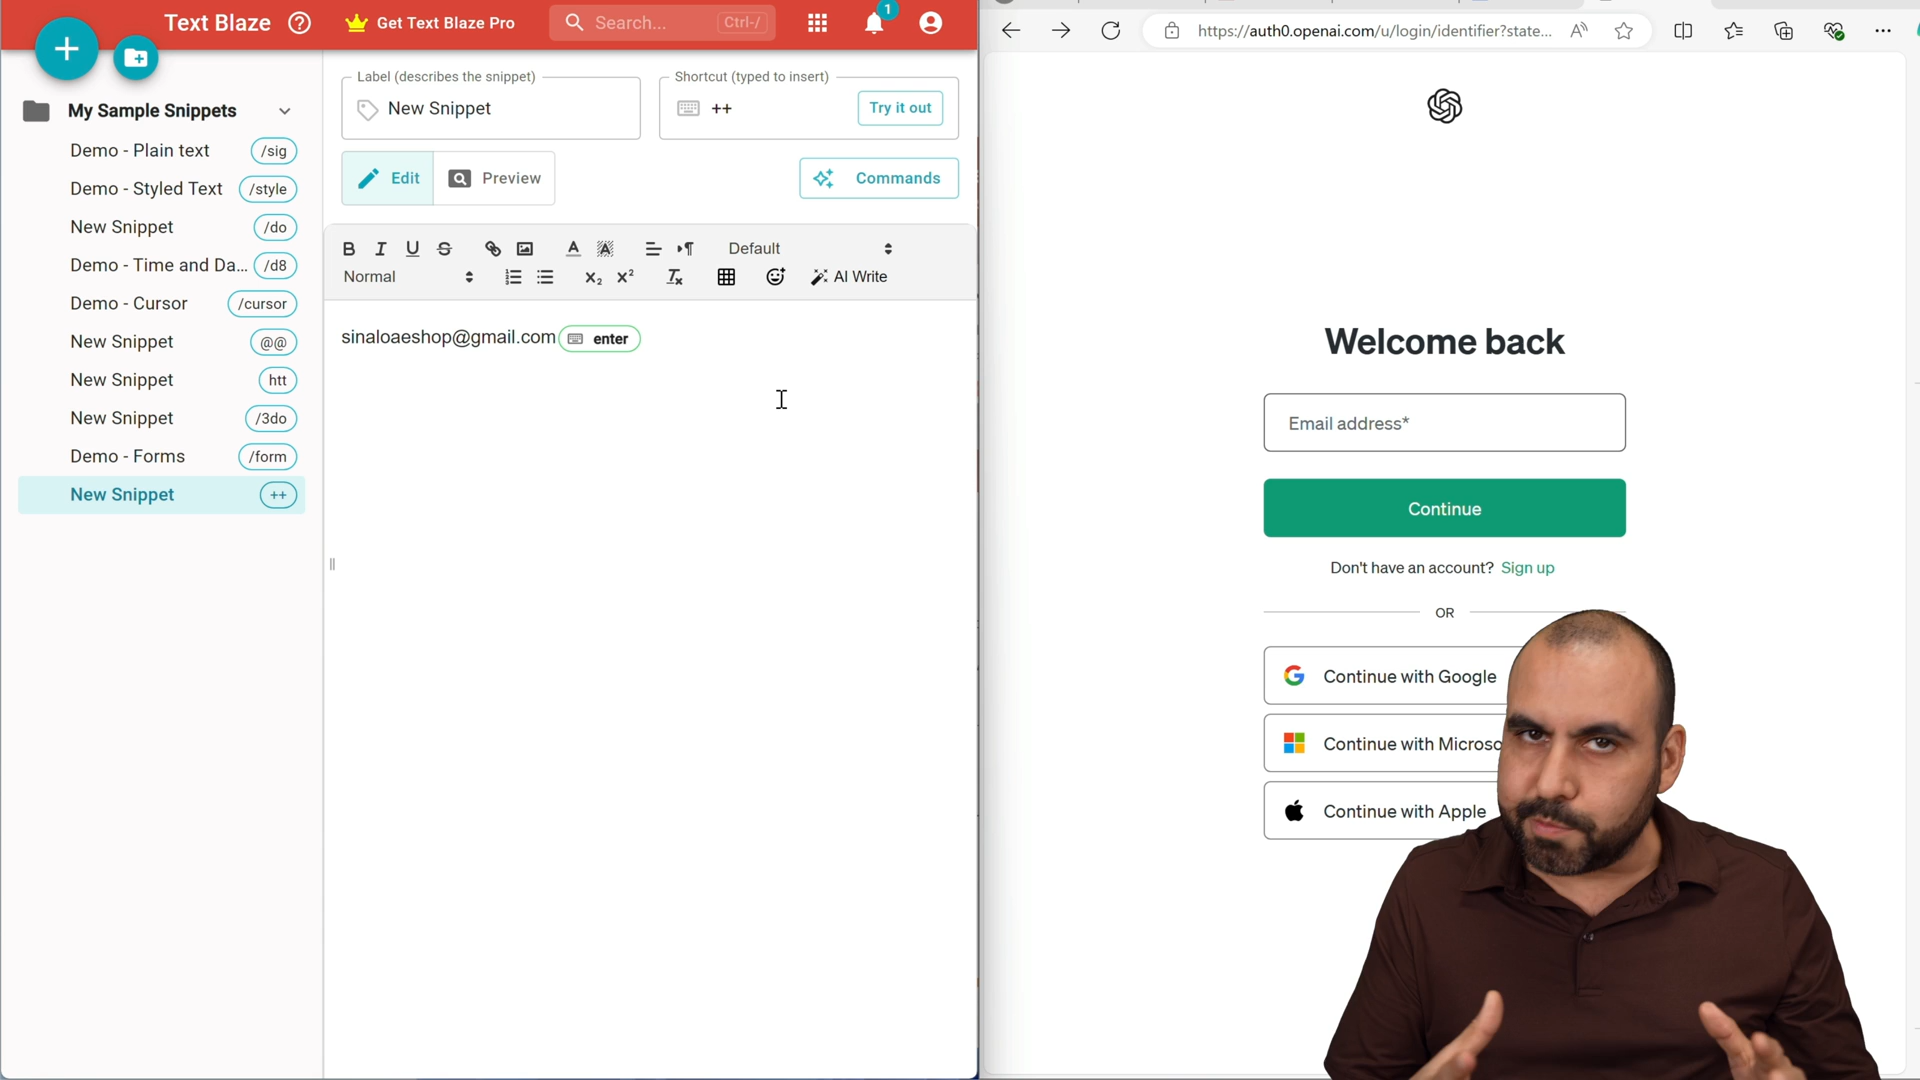 Text Blaze
Get Text Blaze Pro
Search...
Ctrl-/
1
My Sample Snippets
Demo - Plain text
/sig
Demo - Styled Text
/style
New Snippet
/do
Demo - Time and Da...
/d8
Demo - Cursor
/cursor
New Snippet
@@
New Snippet
htt
New Snippet
/3do
Demo - Forms
/form
New Snippet
++
Label (describes the snippet)
New Snippet
Shortcut (typed to insert)
++
Try it out
Edit
Preview
Commands
Default
Normal
AI Write
sinaloaeshop@gmail.com enter
https://auth0.openai.com/u/login/identifier?state...
Welcome back
Email address*
Continue
Don't have an account? Sign up
OR
Continue with Google
Continue with Microso
Continue with Apple